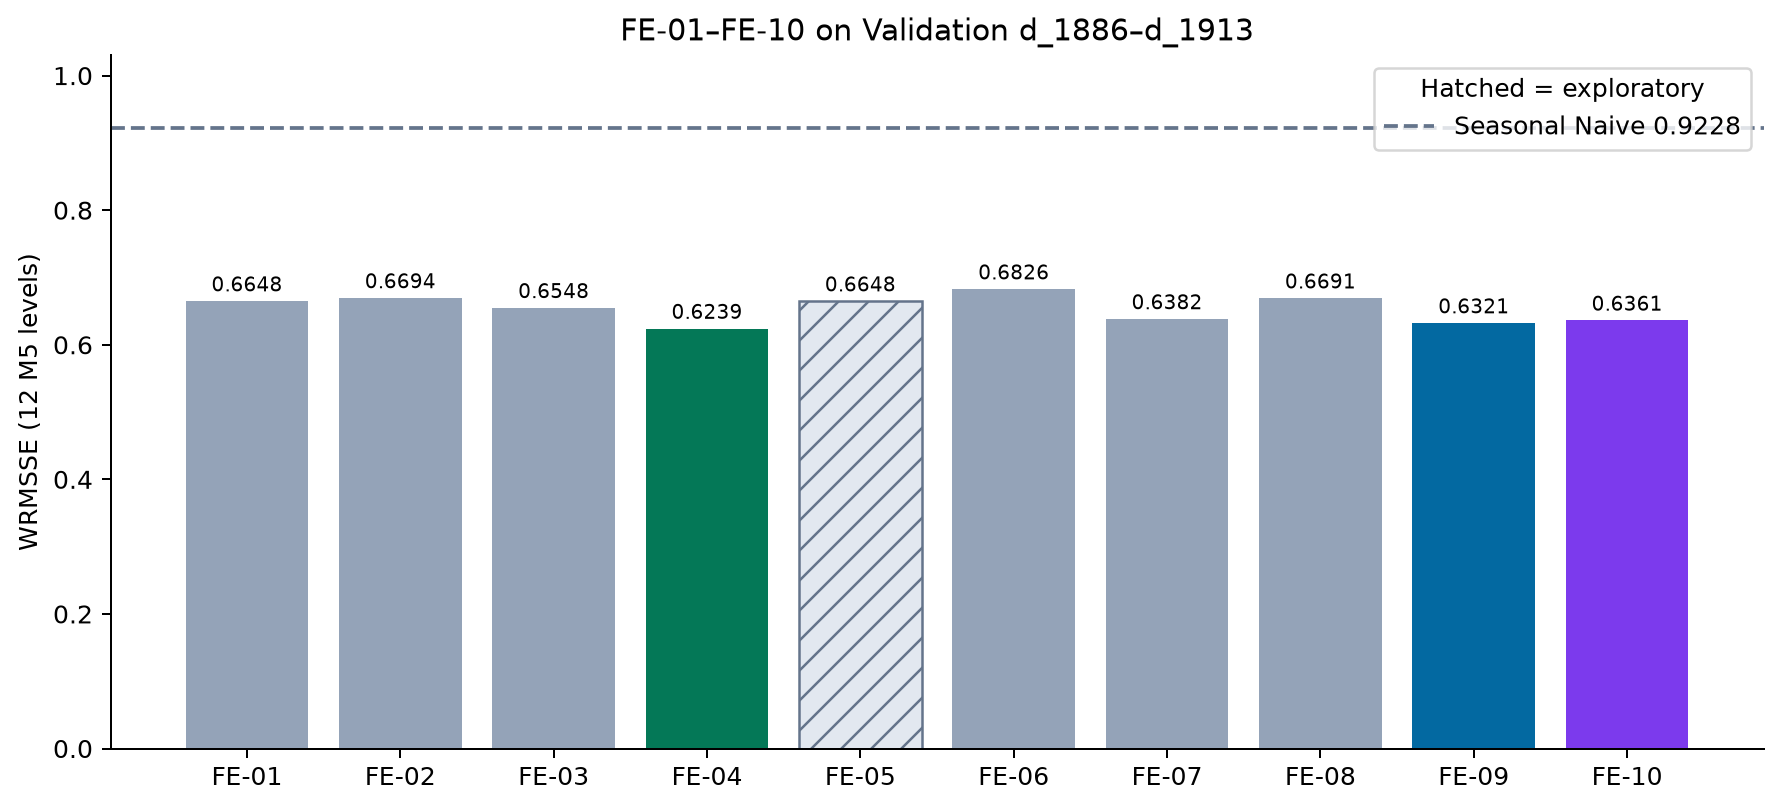 FE-01–FE-10 on Validation d_1886–d_1913
Hatched = exploratory
Seasonal Naive 0.9228
WRMSSE (12 M5 levels)
1.0
0.8
0.6
0.4
0.2
0.0
0.6648
0.6694
0.6548
0.6239
0.6648
0.6826
0.6382
0.6691
0.6321
0.6361
FE-01
FE-02
FE-03
FE-04
FE-05
FE-06
FE-07
FE-08
FE-09
FE-10